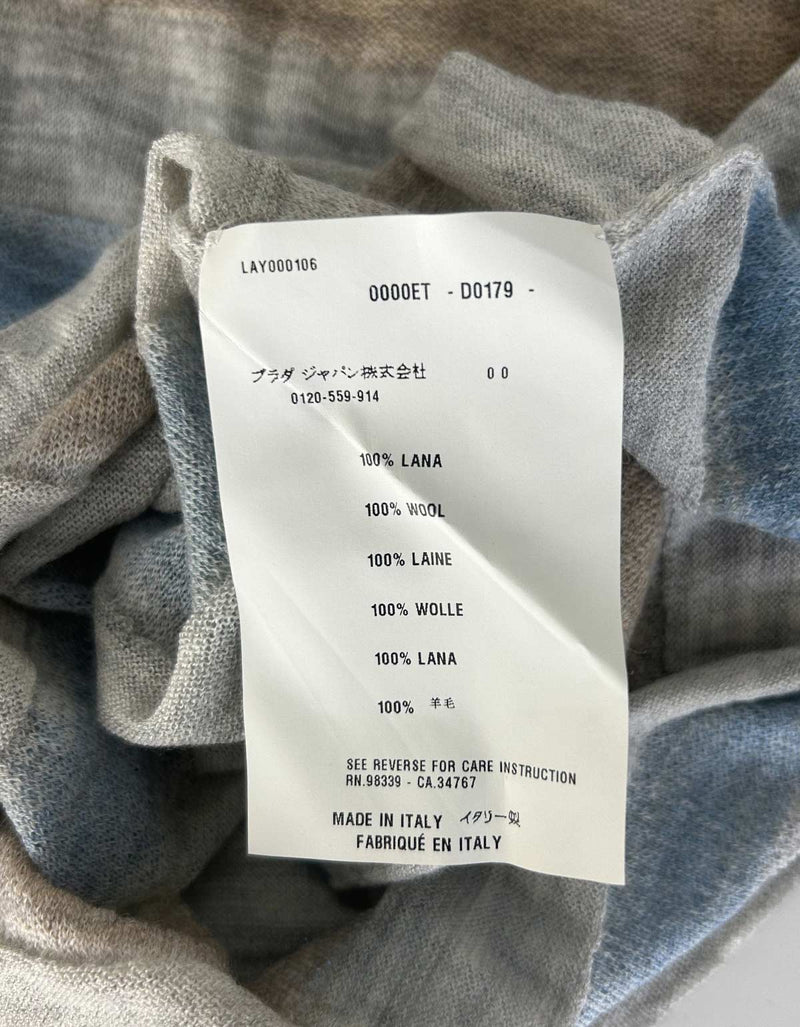 LAY000106
0000ET - D0179 -
プラダ ジャパン株式会社 0 0
0120-559-914
100% LANA
100% WOOL
100% LAINE
100% WOLLE
100% LANA
100% 羊毛
SEE REVERSE FOR CARE INSTRUCTION
RN.98339 - CA.34767
MADE IN ITALY イタリー製
FABRIQUÉ EN ITALY